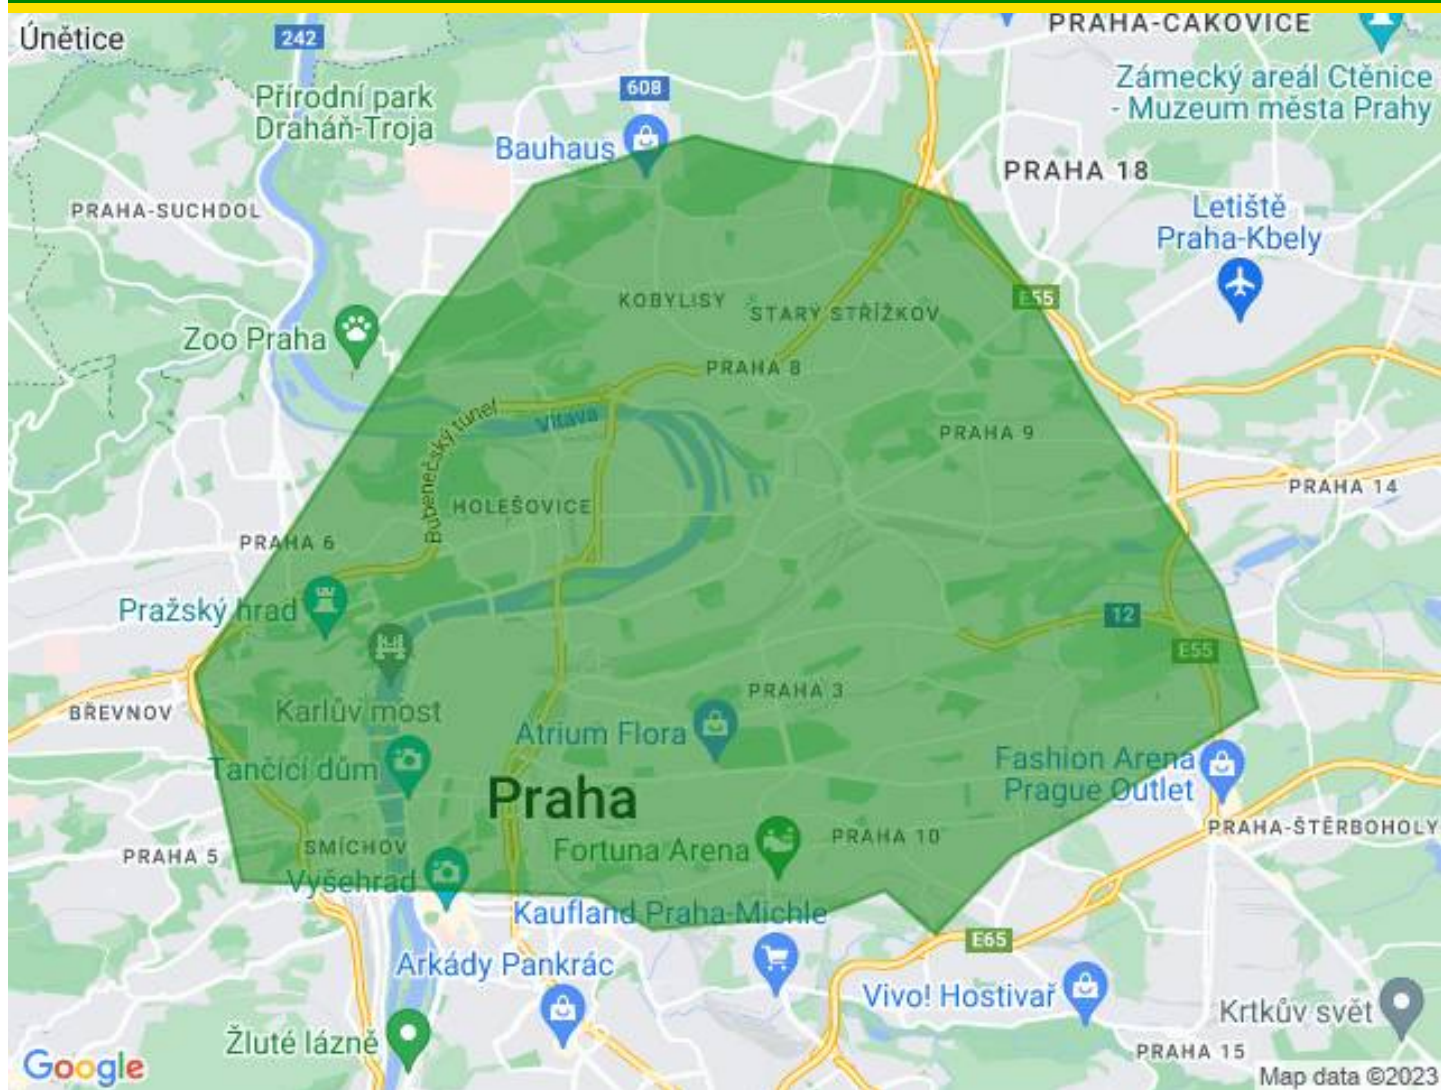 PRAHA-ČAKOVICE
Únětice
242
Zámecký areál Ctěnice
- Muzeum města Prahy
608
Přírodní park
Draháň-Troja
Bauhaus
PRAHA 18
PRAHA-SUCHDOL
Letiště
Praha-Kbely
KOBYLISY
E55
STARÝ STŘÍŽKOV
Zoo Praha
PRAHA 8
Bubenečský tunel
Vltava
PRAHA 9
PRAHA 14
HOLEŠOVICE
PRAHA 6
Pražský hrad
12
E55
PRAHA 3
BŘEVNOV
Karlův most
Atrium Flora
Tančící dům
Fashion Arena
Prague Outlet
Praha
PRAHA-ŠTĚRBOHOLY
PRAHA 10
SMÍCHOV
Fortuna Arena
PRAHA 5
Vyšehrad
Kaufland Praha-Michle
E65
Arkády Pankrác
Vivo! Hostivař
Krtkův svět
Žluté lázně
PRAHA 15
Google
Map data ©2023